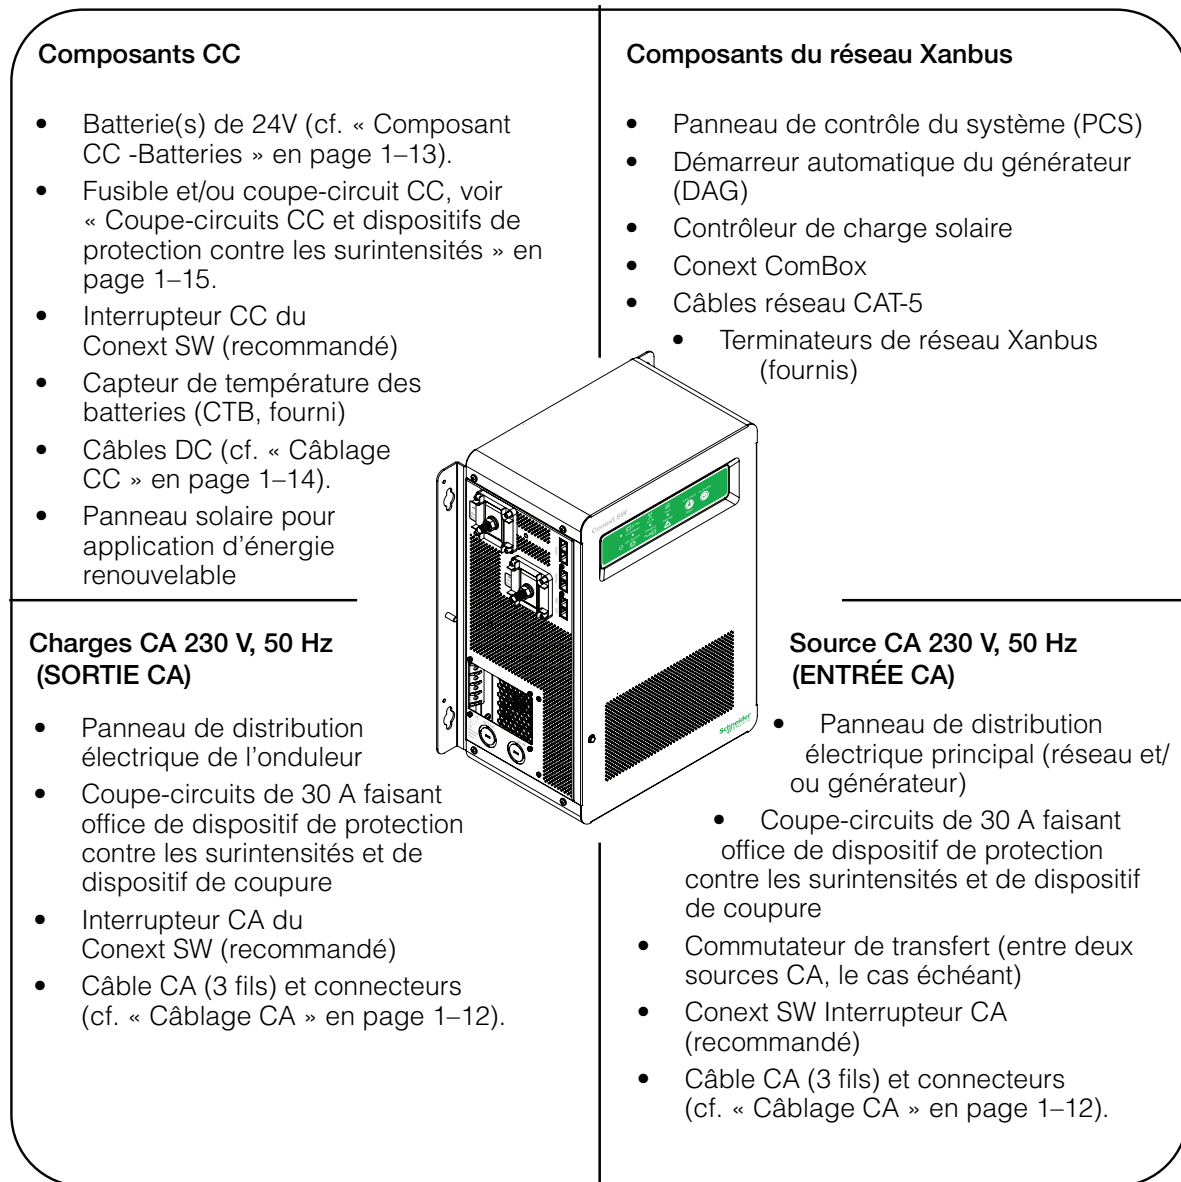 Composants CC
• Batterie(s) de 24V (cf. « Composant
CC -Batteries » en page 1–13).
• Fusible et/ou coupe-circuit CC, voir
« Coupe-circuits CC et dispositifs de
protection contre les surintensités » en
page 1–15.
• Interrupteur CC du
Conext SW (recommandé)
• Capteur de température des
batteries (CTB, fourni)
• Câbles DC (cf. « Câblage
CC » en page 1–14).
• Panneau solaire pour
application d’énergie
renouvelable
Composants du réseau Xanbus
• Panneau de contrôle du système (PCS)
• Démarreur automatique du générateur
(DAG)
• Contrôleur de charge solaire
• Conext ComBox
• Câbles réseau CAT-5
• Terminateurs de réseau Xanbus
(fournis)
Conext SW
Schneider
Charges CA 230 V, 50 Hz
(SORTIE CA)
• Panneau de distribution
électrique de l’onduleur
• Coupe-circuits de 30 A faisant
office de dispositif de protection
contre les surintensités et de
dispositif de coupure
• Interrupteur CA du
Conext SW (recommandé)
• Câble CA (3 fils) et connecteurs
(cf. « Câblage CA » en page 1–12).
Source CA 230 V, 50 Hz
(ENTRÉE CA)
• Panneau de distribution
électrique principal (réseau et/
ou générateur)
• Coupe-circuits de 30 A faisant
office de dispositif de protection
contre les surintensités et de dispositif
de coupure
• Commutateur de transfert (entre deux
sources CA, le cas échéant)
• Conext SW Interrupteur CA
(recommandé)
• Câble CA (3 fils) et connecteurs
(cf. « Câblage CA » en page 1–12).